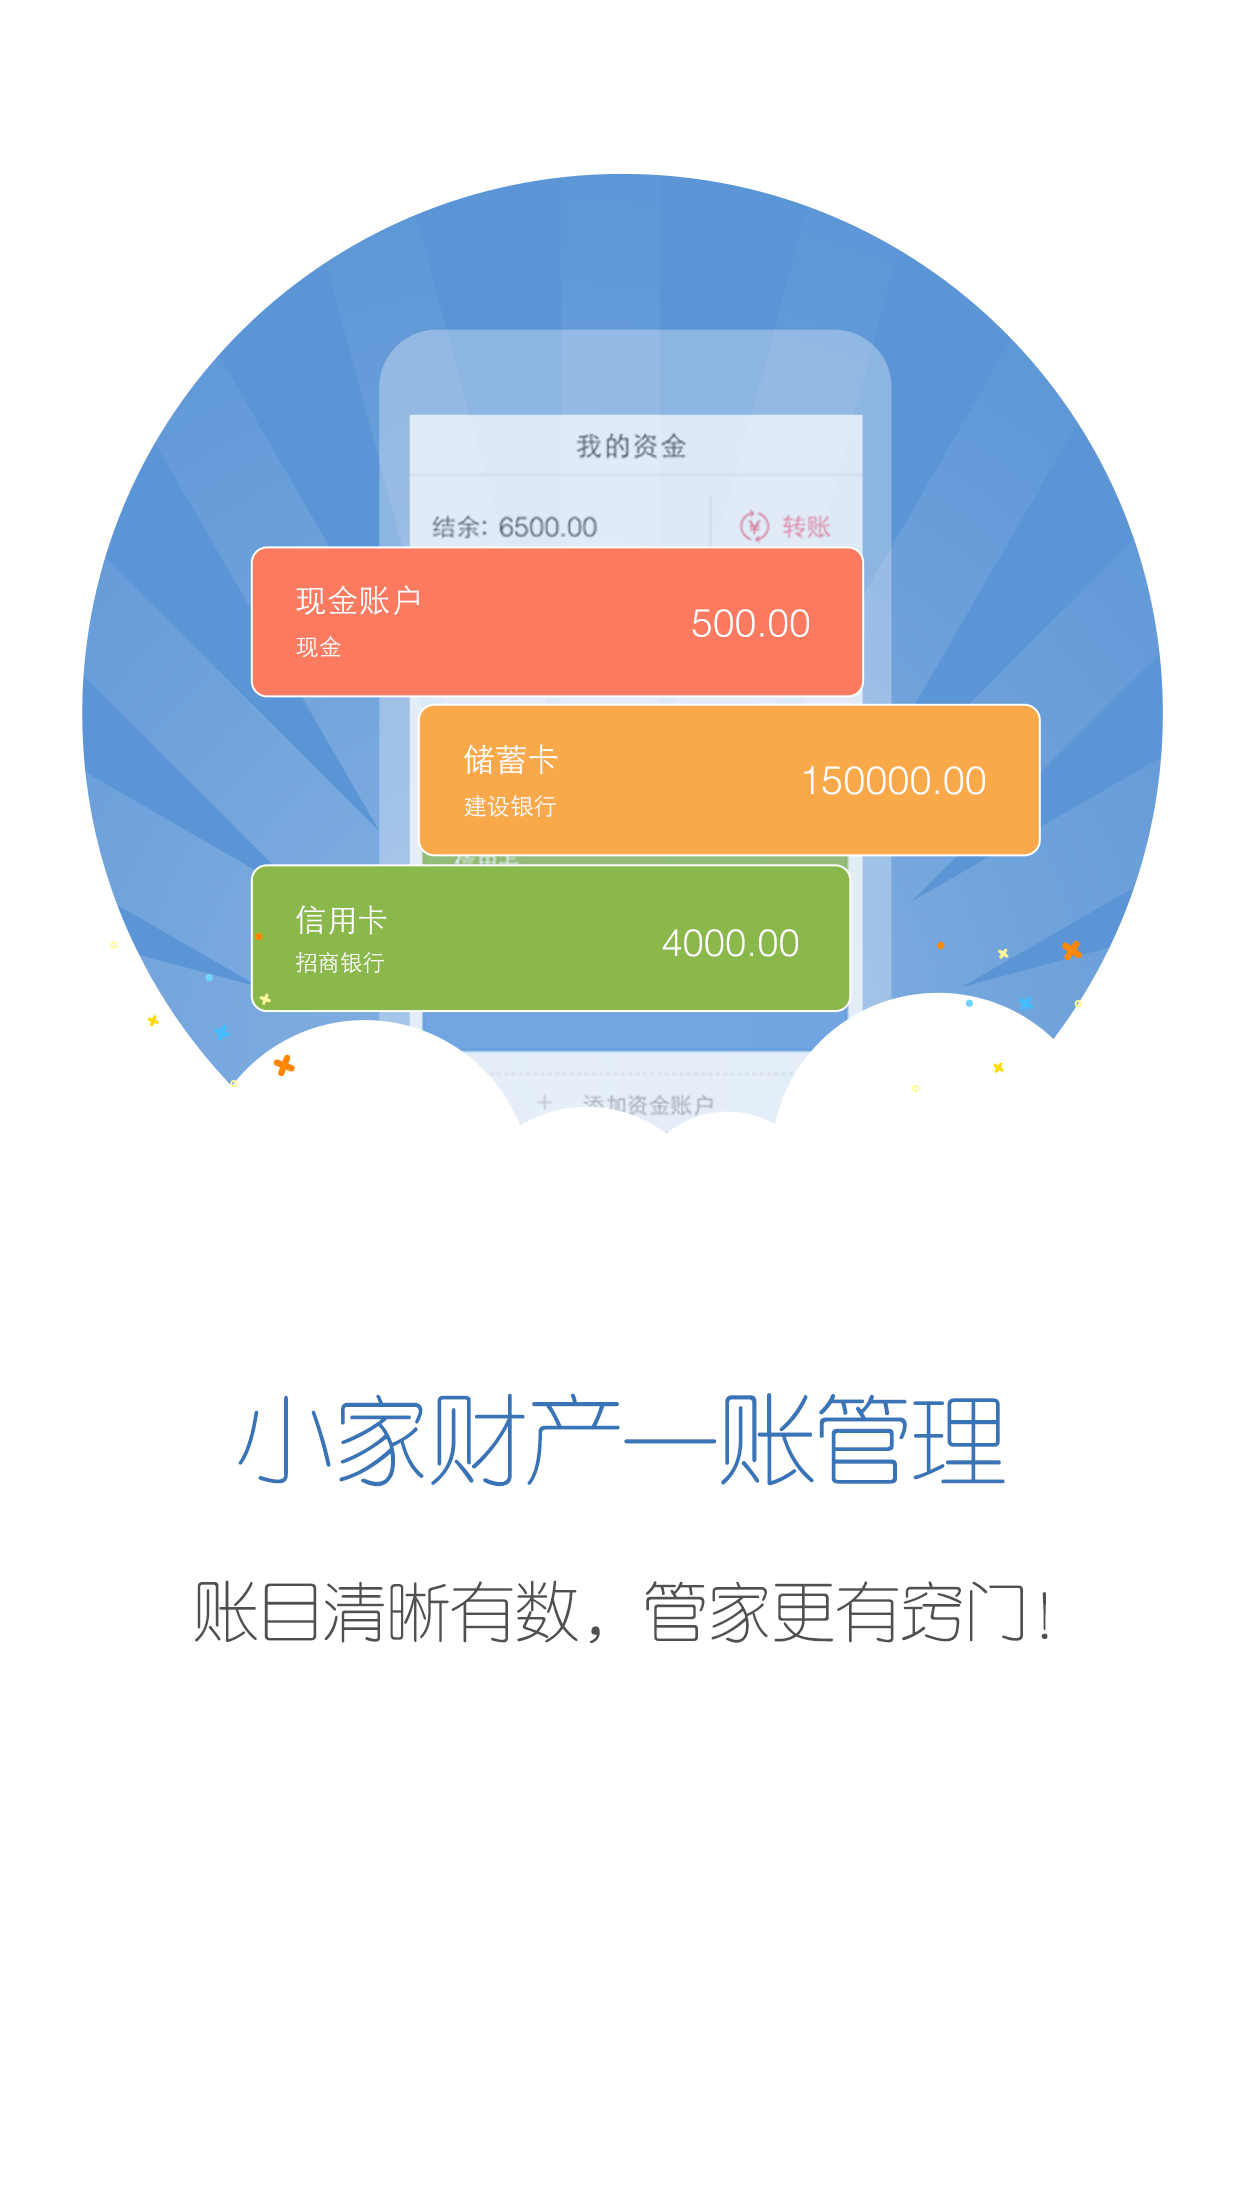 我的资金
结余: 6500.00
转账
现金账户
现金
500.00
储蓄卡
建设银行
150000.00
信用卡
信用卡
招商银行
4000.00
+ 添加资金账户
小家财产—账管理
账目清晰有数，管家更有窍门!